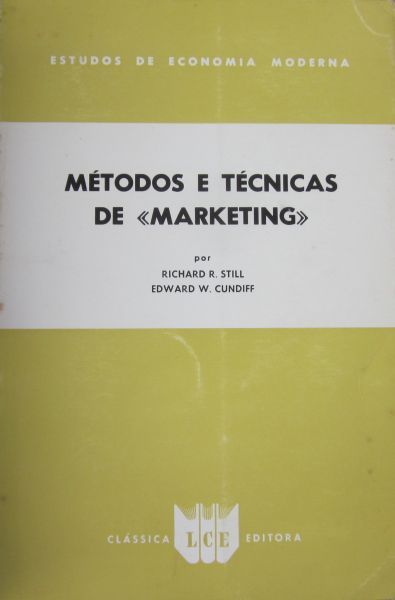 ESTUDOS DE ECONOMIA MODERNA
MÉTODOS E TÉCNICAS
DE «MARKETING»
por
RICHARD R. STILL
EDWARD W. CUNDIFF
CLÁSSICA LCE EDITORA